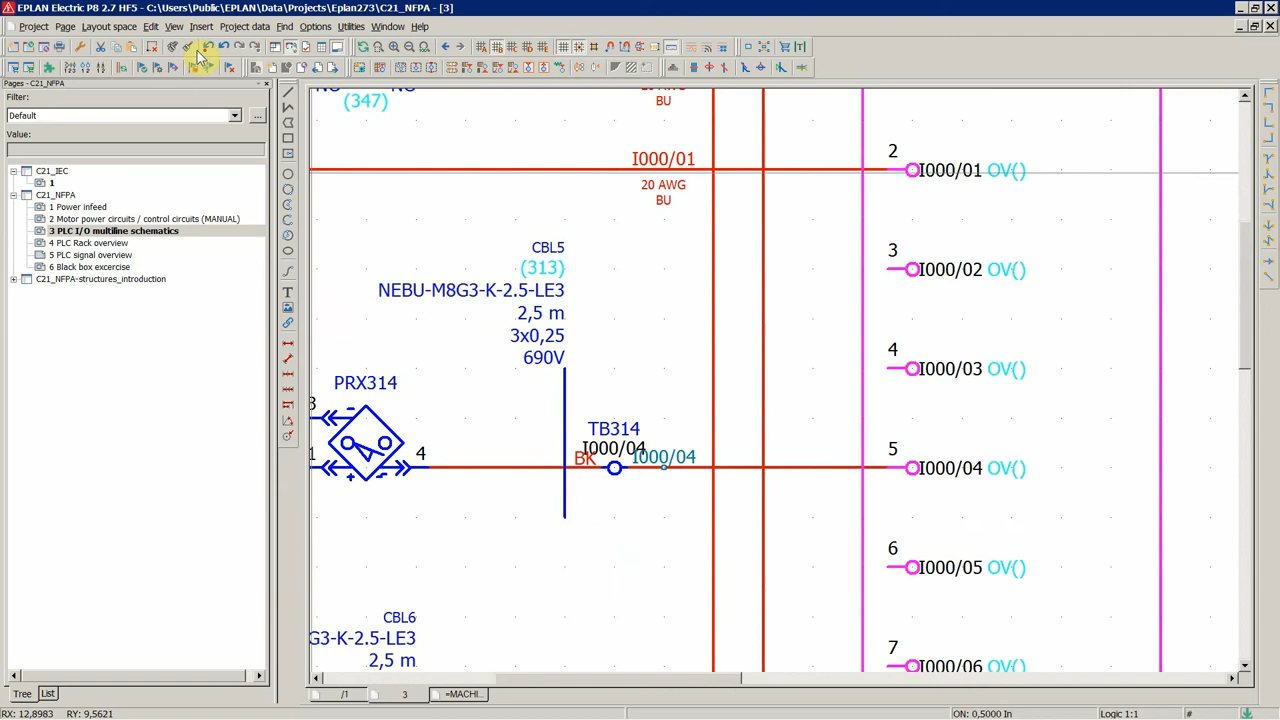 EPLAN Electric P8 2.7 HF5 - C:\Users\Public\EPLAN\Data\Projects\Eplan273\C21_NFPA - [3]
Project Page Layout space Edit View Insert Project data Find Options Utilities Window Help
Pages - C21_NFPA
Filter:
Default
...
Value:
C21_IEC
1
C21_NFPA
1 Power infeed
2 Motor power circuits / control circuits (MANUAL)
3 PLC I/O multiline schematics
4 PLC Rack overview
5 PLC signal overview
6 Black box excercise
C21_NFPA-structures_introduction
Tree List
(347)
BU
I000/01
20 AWG
BU
CBL5
(313)
NEBU-M8G3-K-2.5-LE3
2,5 m
3x0,25
690V
PRX314
3
1
4
- + -
TB314
I000/04
BK
I000/04
CBL6
G3-K-2.5-LE3
2,5 m
2
I000/01 OV()
3
I000/02 OV()
4
I000/03 OV()
5
I000/04 OV()
6
I000/05 OV()
7
I000/06 OV()
/1 3 =MACHI...
RX: 12,8983 RY: 9,5621 ON: 0,5000 In Logic 1:1 #